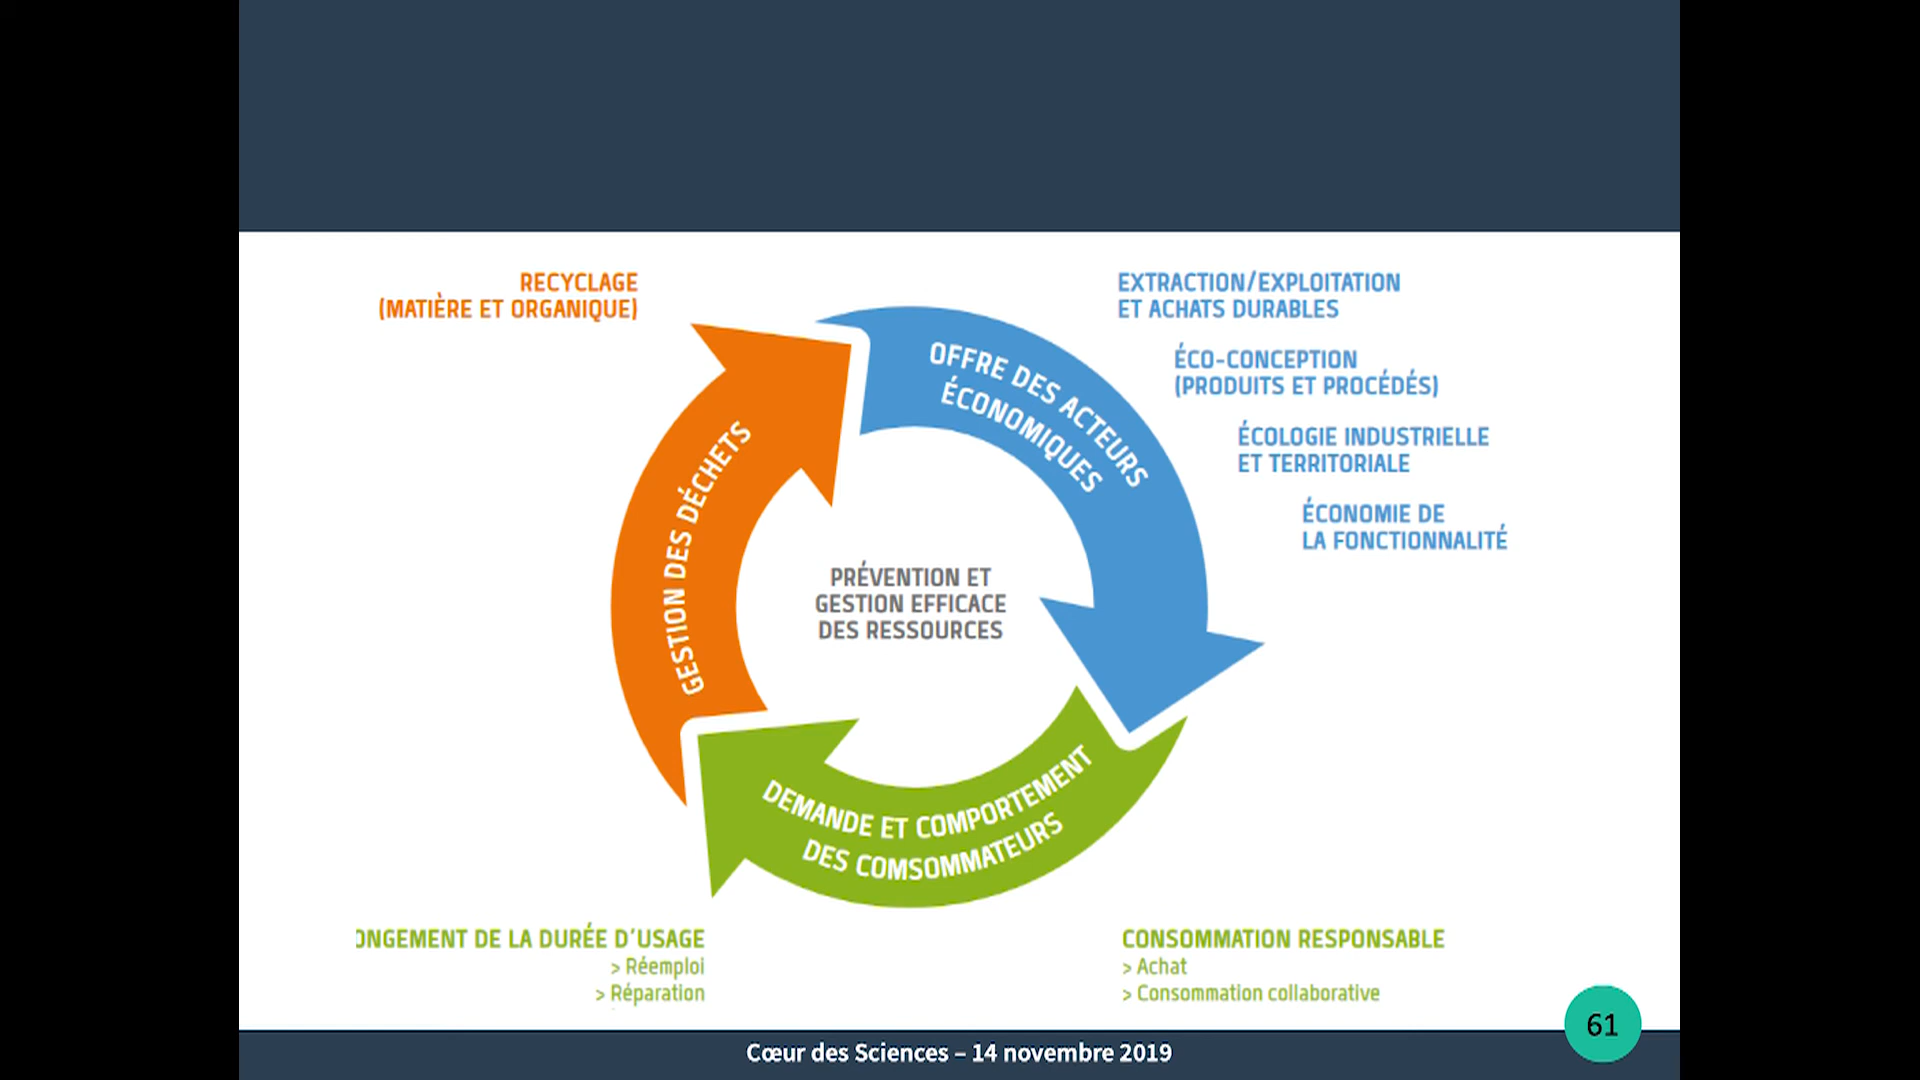 RECYCLAGE
(MATIÈRE ET ORGANIQUE)
EXTRACTION/EXPLOITATION
ET ACHATS DURABLES
ÉCO-CONCEPTION
(PRODUITS ET PROCÉDÉS)
ÉCOLOGIE INDUSTRIELLE
ET TERRITORIALE
ÉCONOMIE DE
LA FONCTIONNALITÉ
OFFRE DES ACTEURS
ÉCONOMIQUES
GESTION DES DÉCHETS
PRÉVENTION ET
GESTION EFFICACE
DES RESSOURCES
DEMANDE ET COMPORTEMENT
DES COMSOMMATEURS
ONGEMENT DE LA DURÉE D'USAGE
> Réemploi
> Réparation
CONSOMMATION RESPONSABLE
> Achat
> Consommation collaborative
61
Cœur des Sciences – 14 novembre 2019